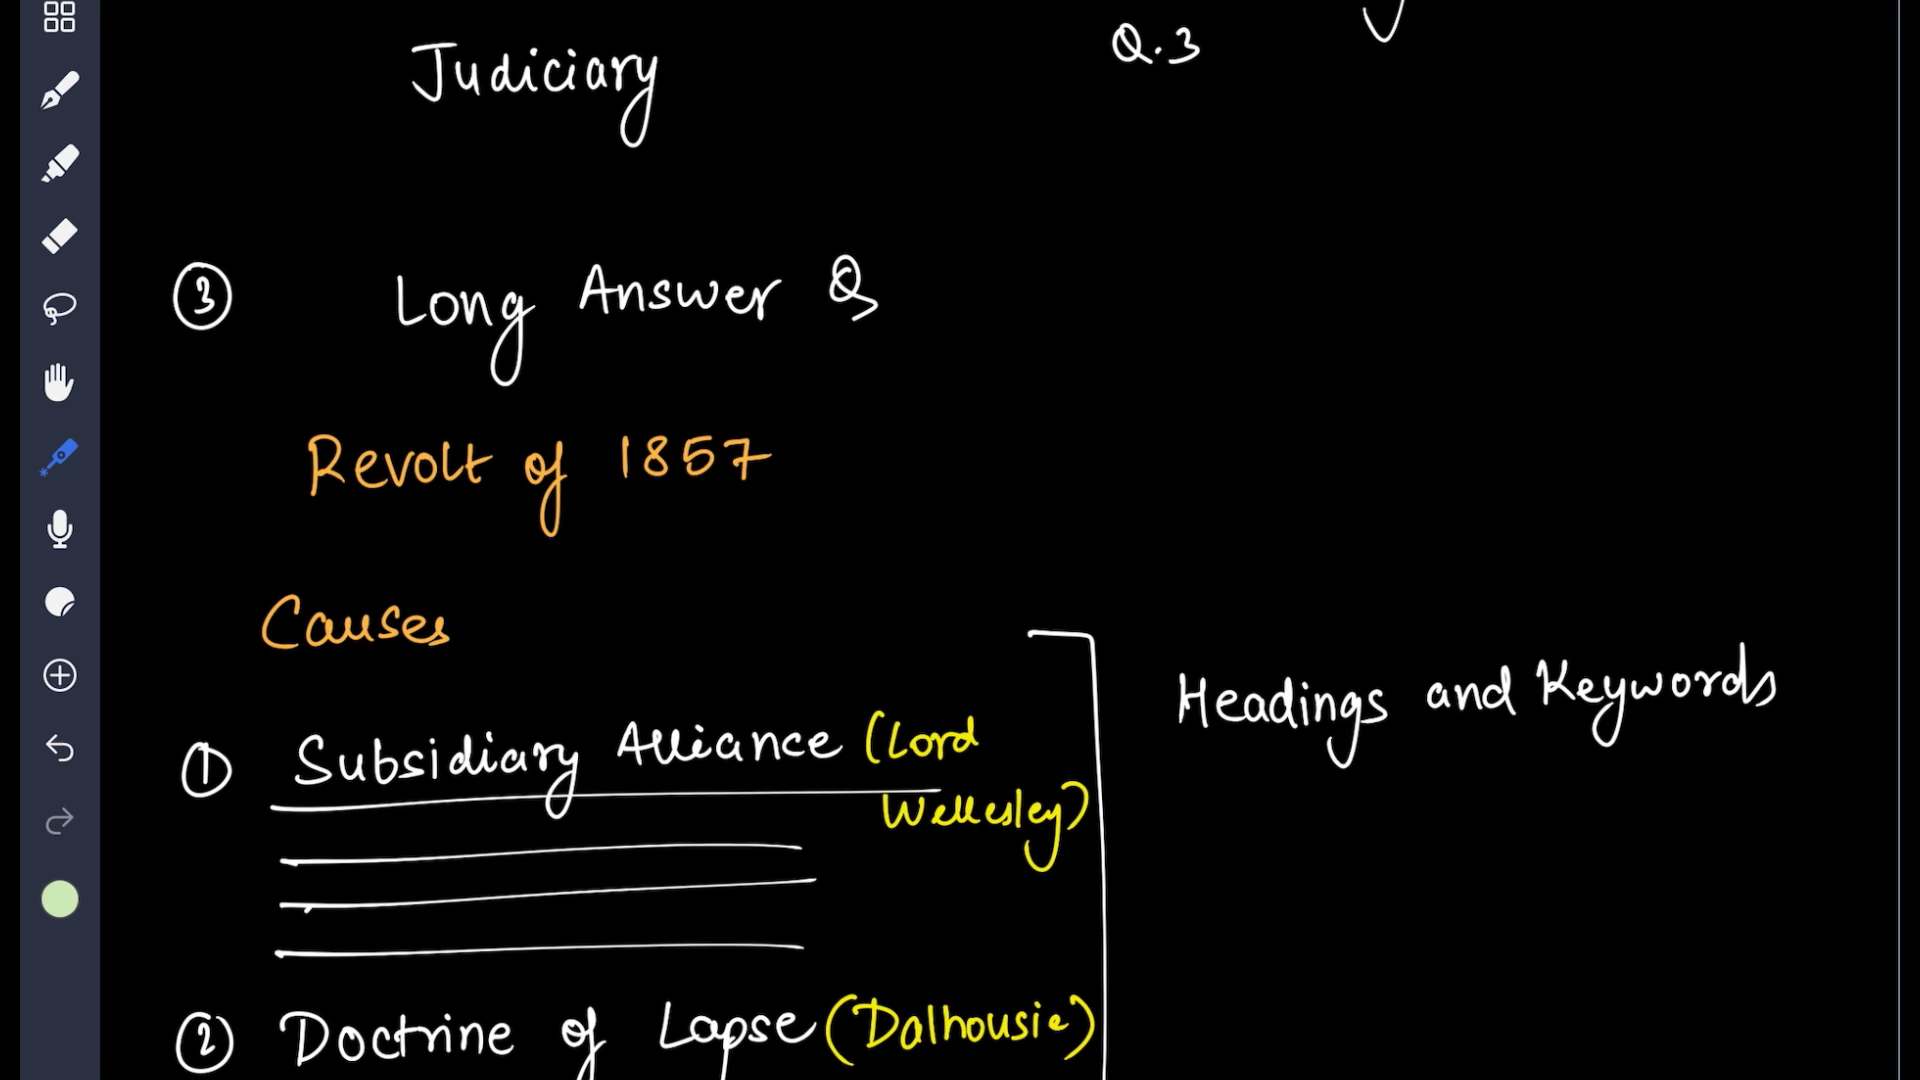 Judiciary
Q.3
③ Long Answer Q
Revolt of 1857
Causes
① Subsidiary Alliance (Lord
Wellesley)
Headings and Keywords
② Doctrine of Lapse (Dalhousie)